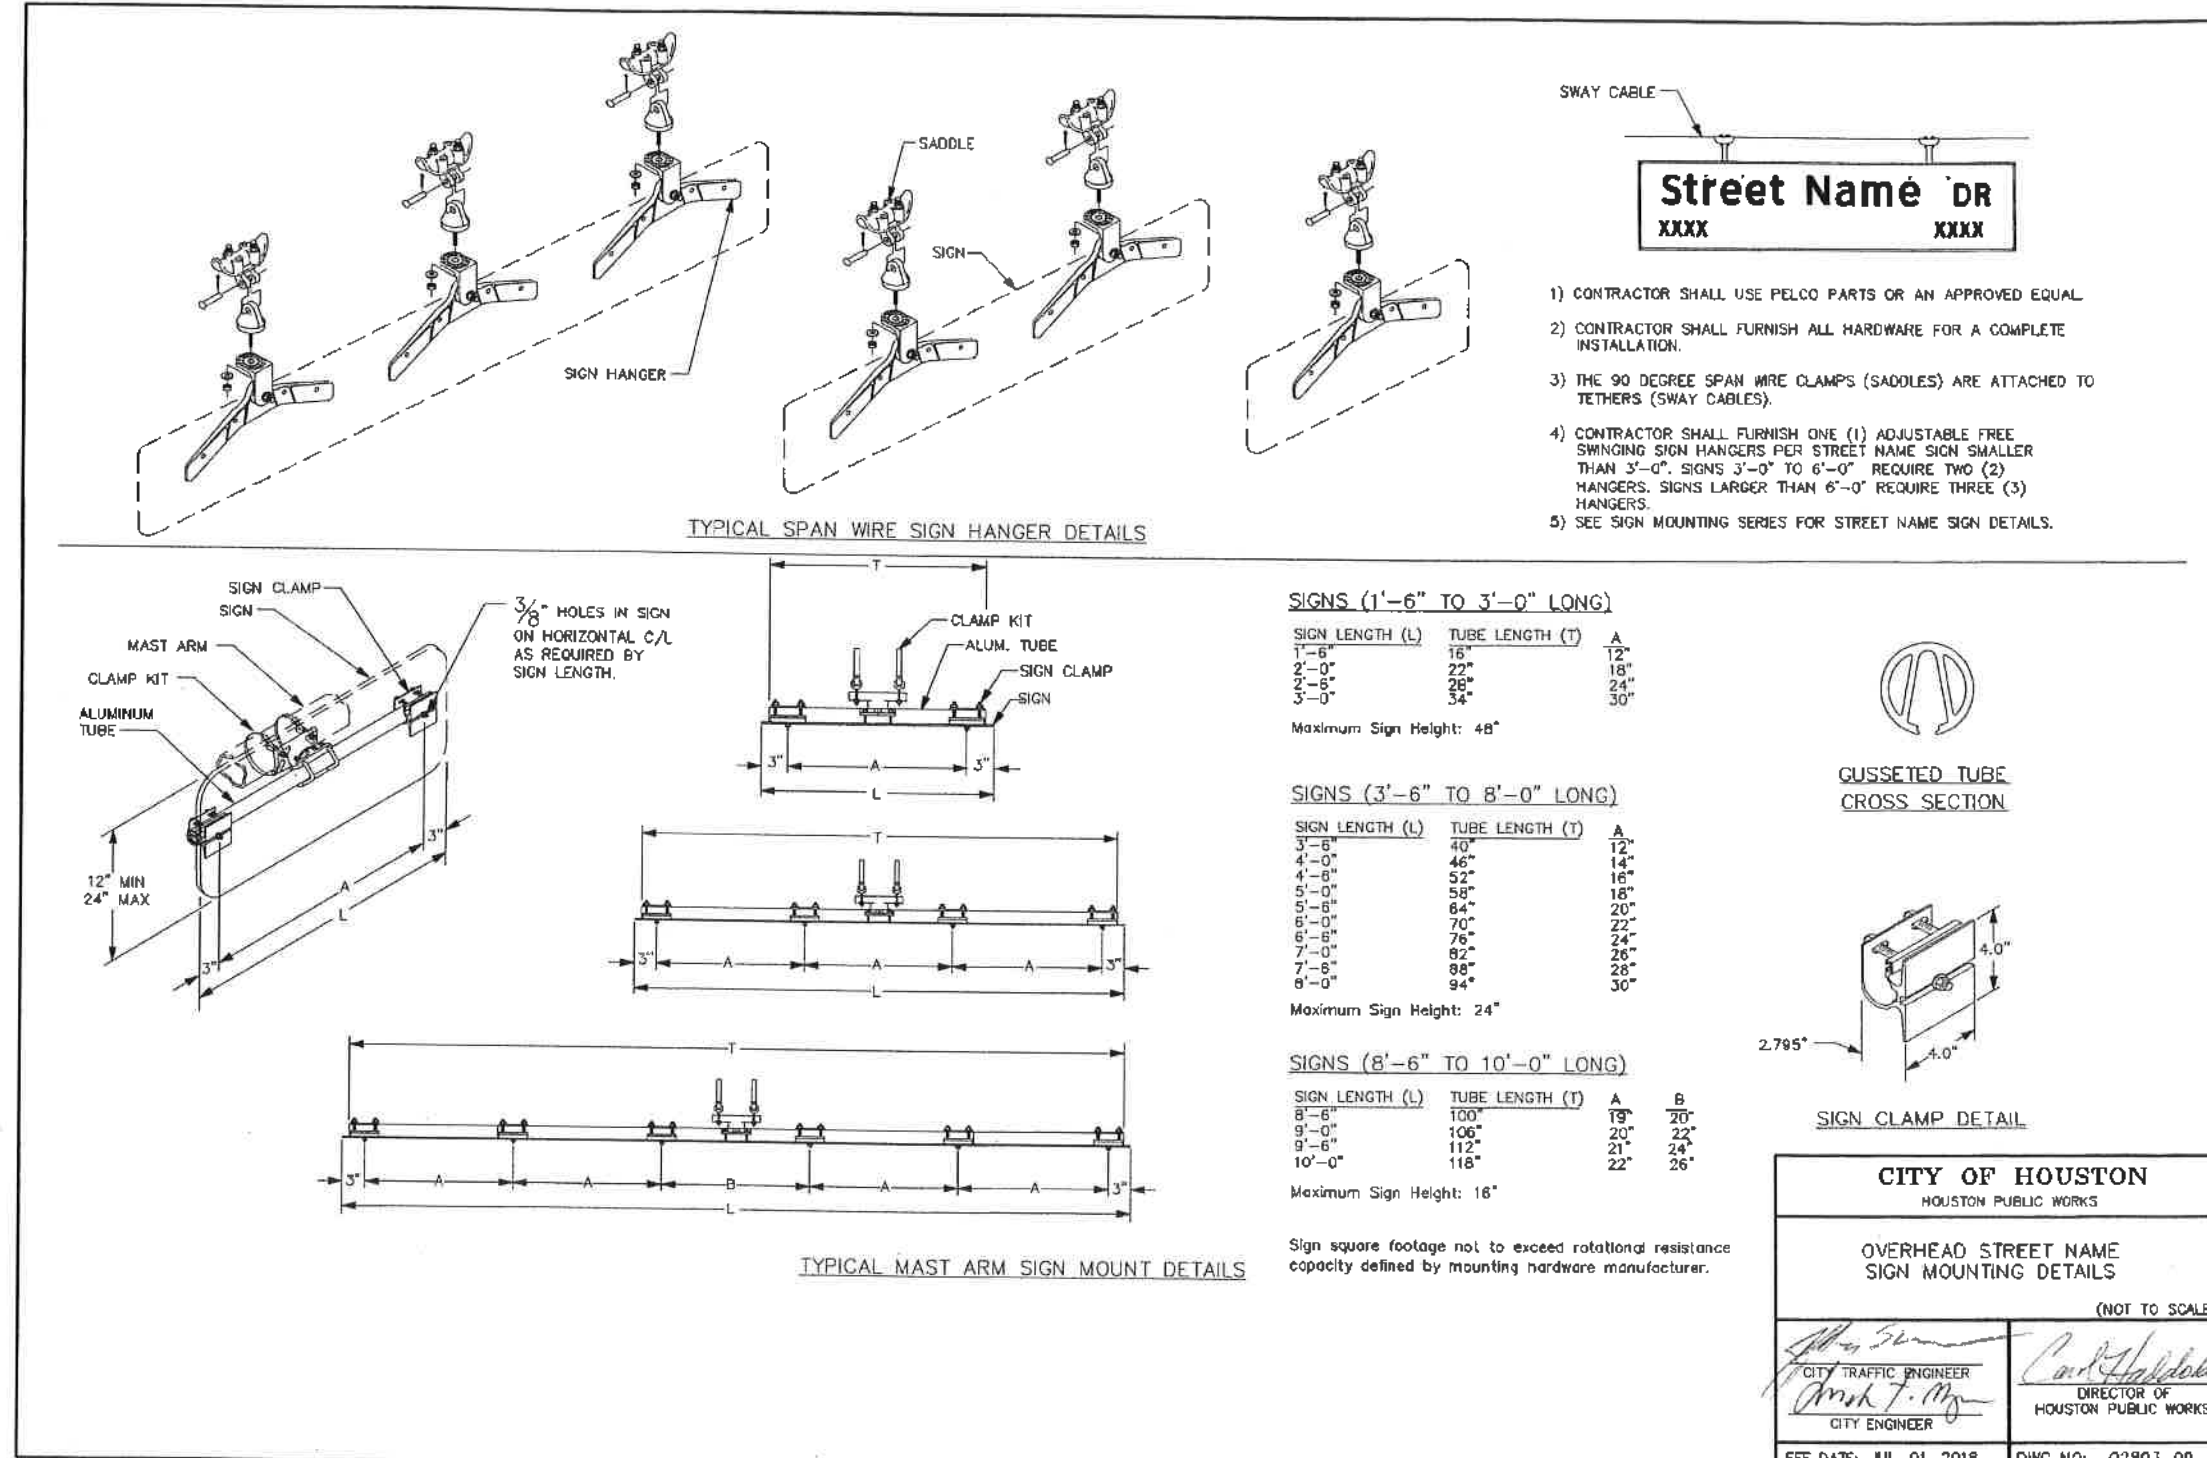 SADDLE
SIGN
SIGN HANGER
TYPICAL SPAN WIRE SIGN HANGER DETAILS
SWAY CABLE
Street Name DR
XXXX XXXX
1) CONTRACTOR SHALL USE PELCO PARTS OR AN APPROVED EQUAL
2) CONTRACTOR SHALL FURNISH ALL HARDWARE FOR A COMPLETE
INSTALLATION.
3) THE 90 DEGREE SPAN WIRE CLAMPS (SADDLES) ARE ATTACHED TO
TETHERS (SWAY CABLES).
4) CONTRACTOR SHALL FURNISH ONE (1) ADJUSTABLE FREE
SWINGING SIGN HANGERS PER STREET NAME SIGN SMALLER
THAN 3'-0". SIGNS 3'-0" TO 6'-0" REQUIRE TWO (2)
HANGERS. SIGNS LARGER THAN 6'-0" REQUIRE THREE (3)
HANGERS.
5) SEE SIGN MOUNTING SERIES FOR STREET NAME SIGN DETAILS.
SIGN CLAMP
SIGN
MAST ARM
CLAMP KIT
ALUMINUM
TUBE
3/8" HOLES IN SIGN
ON HORIZONTAL C/L
AS REQUIRED BY
SIGN LENGTH.
12" MIN
24" MAX
3"
A
L
3"
T
CLAMP KIT
ALUM. TUBE
SIGN CLAMP
SIGN
3" A 3"
L
T
3" A A A 3"
L
T
3" A A B A A 3"
L
TYPICAL MAST ARM SIGN MOUNT DETAILS
SIGNS (1'-6" TO 3'-0" LONG)
SIGN LENGTH (L) TUBE LENGTH (T) A
1'-6" 16" 12"
2'-0" 22" 18"
2'-6" 28" 24"
3'-0" 34" 30"
Maximum Sign Height: 48"
SIGNS (3'-6" TO 8'-0" LONG)
SIGN LENGTH (L) TUBE LENGTH (T) A
3'-6" 40" 12"
4'-0" 46" 14"
4'-6" 52" 16"
5'-0" 58" 18"
5'-6" 64" 20"
6'-0" 70" 22"
6'-6" 76" 24"
7'-0" 82" 26"
7'-6" 88" 28"
8'-0" 94" 30"
Maximum Sign Height: 24"
SIGNS (8'-6" TO 10'-0" LONG)
SIGN LENGTH (L) TUBE LENGTH (T) A B
8'-6" 100" 19" 20"
9'-0" 106" 20" 22"
9'-6" 112" 21" 24"
10'-0" 118" 22" 26"
Maximum Sign Height: 16"
Sign square footage not to exceed rotational resistance
capacity defined by mounting hardware manufacturer.
GUSSETED TUBE
CROSS SECTION
4.0"
2.795"
4.0"
SIGN CLAMP DETAIL
CITY OF HOUSTON
HOUSTON PUBLIC WORKS
OVERHEAD STREET NAME
SIGN MOUNTING DETAILS
(NOT TO SCALE
CITY TRAFFIC ENGINEER
CITY ENGINEER
Carol Haddock
DIRECTOR OF
HOUSTON PUBLIC WORKS
EFF DATE: JUL-01-2018 DWG NO: 02893-09